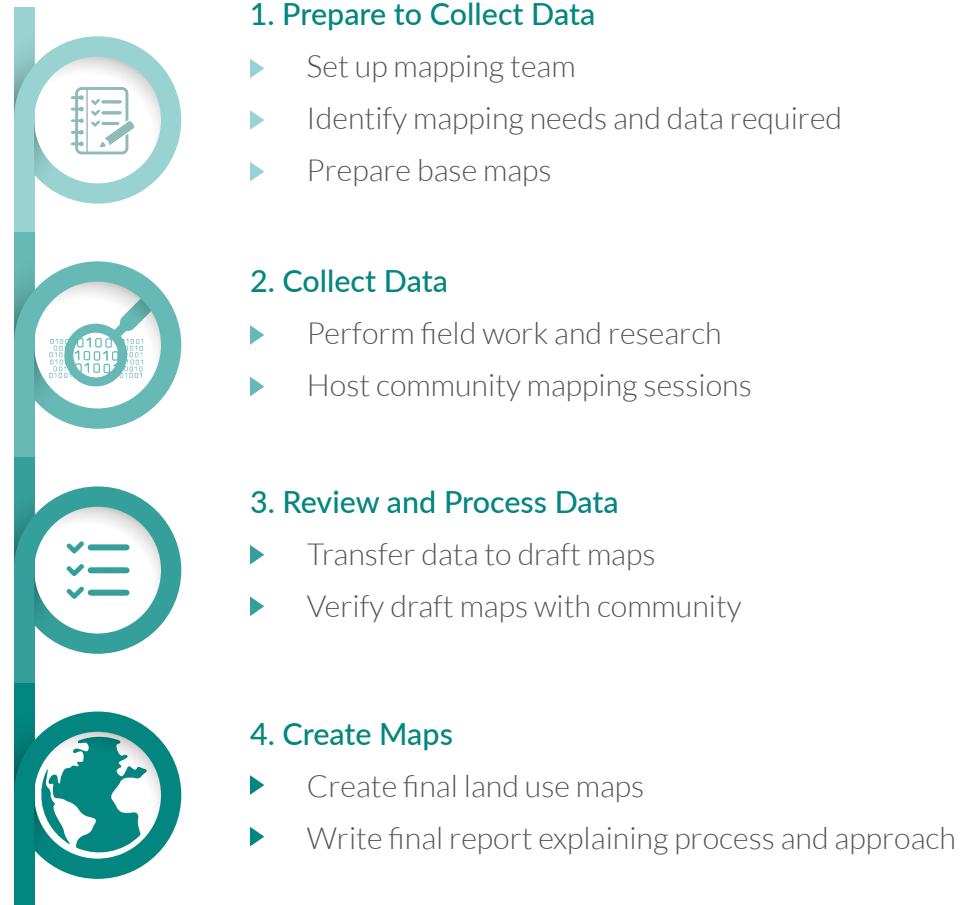 1. Prepare to Collect Data
Set up mapping team
Identify mapping needs and data required
Prepare base maps
2. Collect Data
Perform field work and research
Host community mapping sessions
3. Review and Process Data
Transfer data to draft maps
Verify draft maps with community
4. Create Maps
Create final land use maps
Write final report explaining process and approach